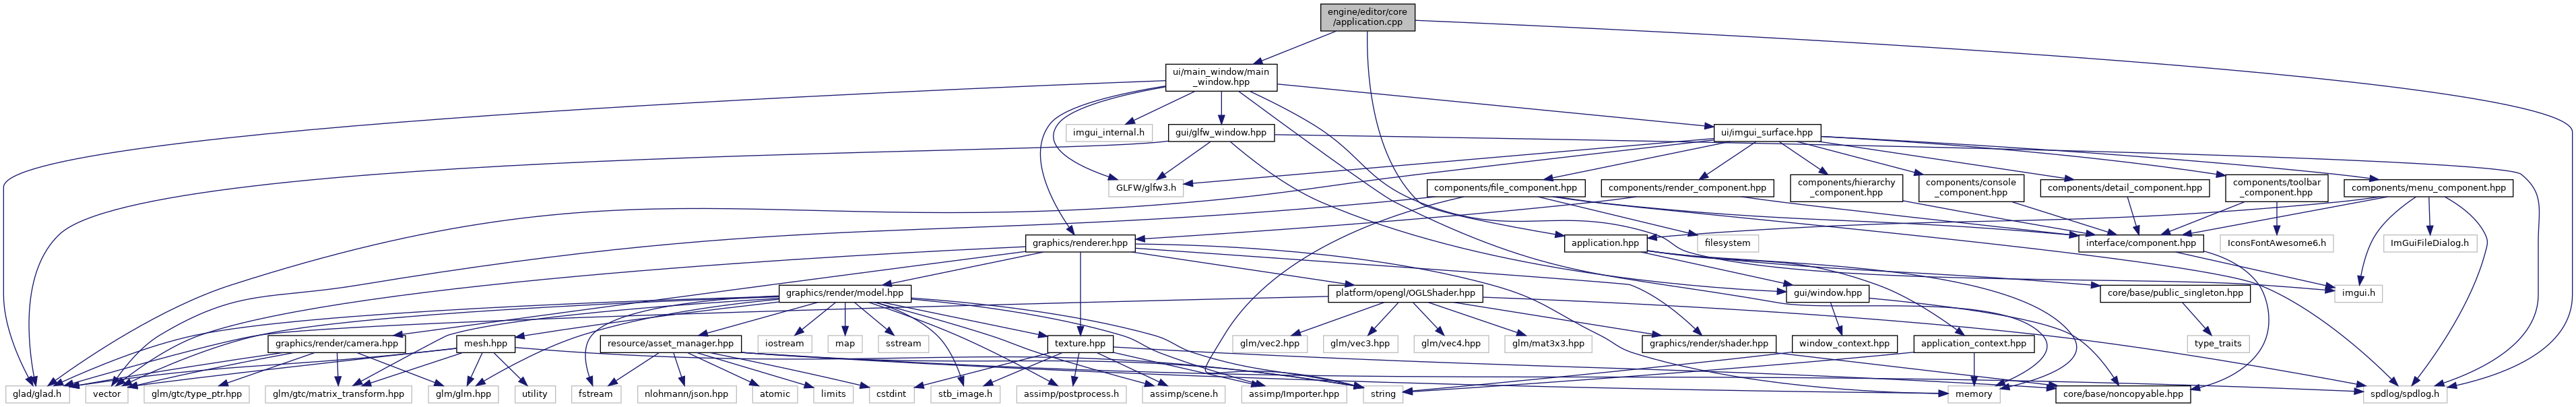 engine/editor/core
/application.cpp
ui/main_window/main
_window.hpp
imgui_internal.h
gui/glfw_window.hpp
ui/imgui_surface.hpp
GLFW/glfw3.h
components/file_component.hpp
components/render_component.hpp
components/hierarchy
_component.hpp
components/console
_component.hpp
components/detail_component.hpp
components/toolbar
_component.hpp
components/menu_component.hpp
graphics/renderer.hpp
application.hpp
filesystem
interface/component.hpp
IconsFontAwesome6.h
ImGuiFileDialog.h
graphics/render/model.hpp
platform/opengl/OGLShader.hpp
gui/window.hpp
core/base/public_singleton.hpp
imgui.h
graphics/render/camera.hpp
mesh.hpp
resource/asset_manager.hpp
iostream
map
sstream
texture.hpp
glm/vec2.hpp
glm/vec3.hpp
glm/vec4.hpp
glm/mat3x3.hpp
graphics/render/shader.hpp
window_context.hpp
application_context.hpp
type_traits
glad/glad.h
vector
glm/gtc/type_ptr.hpp
glm/gtc/matrix_transform.hpp
glm/glm.hpp
utility
fstream
nlohmann/json.hpp
atomic
limits
cstdint
stb_image.h
assimp/postprocess.h
assimp/scene.h
assimp/Importer.hpp
string
memory
core/base/noncopyable.hpp
spdlog/spdlog.h